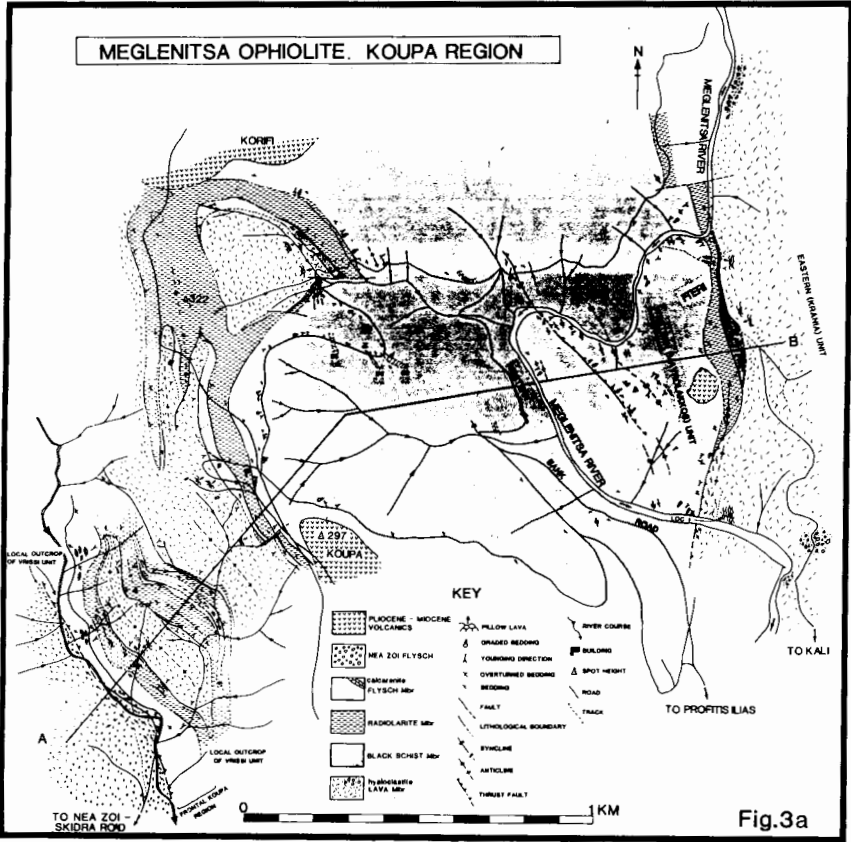 MEGLENITSA OPHIOLITE. KOUPA REGION
N
MEGLENITSA
RIVER
KORIFI
322
PTERI
EASTERN (KRANIA) UNIT
B
UNIT
MEGLENITSA RIVER
BANK
ROAD
LOC 1
LOCAL OUTCROP
OF VRISSI UNIT
△ 297
KOUPA
TO KALI
TO PROFITIS ILIAS
A
LOCAL OUTCROP
OF VRISSI UNIT
FRONTAL KOUPA
REGION
TO NEA ZOI -
SKIDRA ROAD
KEY
PLIOCENE - MIOCENE
VOLCANICS
NEA ZOI FLYSCH
calcarenite
FLYSCH Mbr
RADIOLARITE Mbr
BLACK SCHIST Mbr
hyaloclastite
LAVA Mbr
PILLOW LAVA
GRADED BEDDING
YOUNGING DIRECTION
OVERTURNED BEDDING
BEDDING
FAULT
LITHOLOGICAL BOUNDARY
SYNCLINE
ANTICLINE
THRUST FAULT
RIVER COURSE
BUILDING
SPOT HEIGHT
ROAD
TRACK
0
1KM
Fig.3a